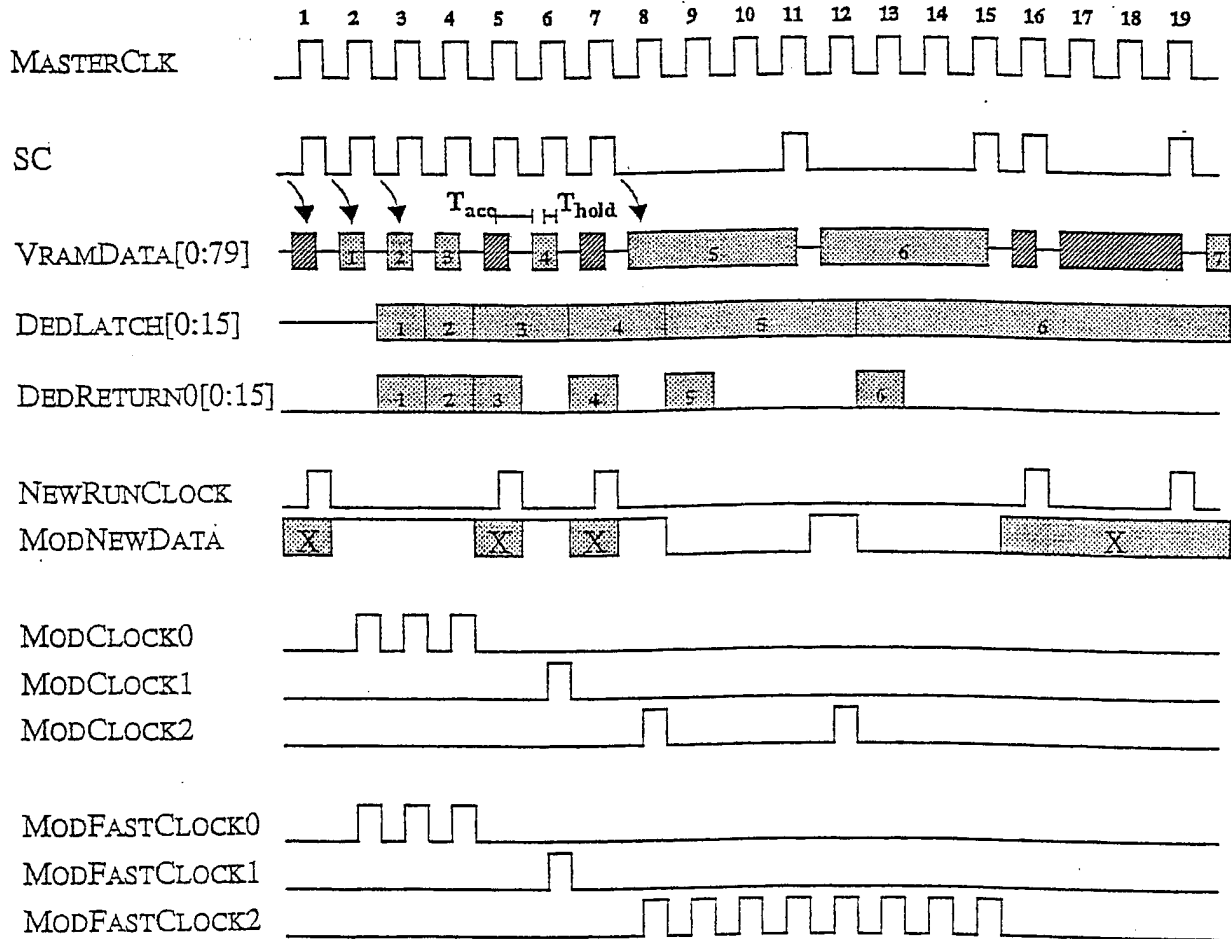 1 2 3 4 5 6 7 8 9 10 11 12 13 14 15 16 17 18 19
MASTERCLK
SC
Tacc Thold
VRAMDATA[0:79] 1 2 3 4 5 6 7
DEDLATCH[0:15] 1 2 3 4 5 6
DEDRETURN0[0:15] 1 2 3 4 5 6
NEWRUNCLOCK
MODNEWDATA X X X X
MODCLOCK0
MODCLOCK1
MODCLOCK2
MODFASTCLOCK0
MODFASTCLOCK1
MODFASTCLOCK2